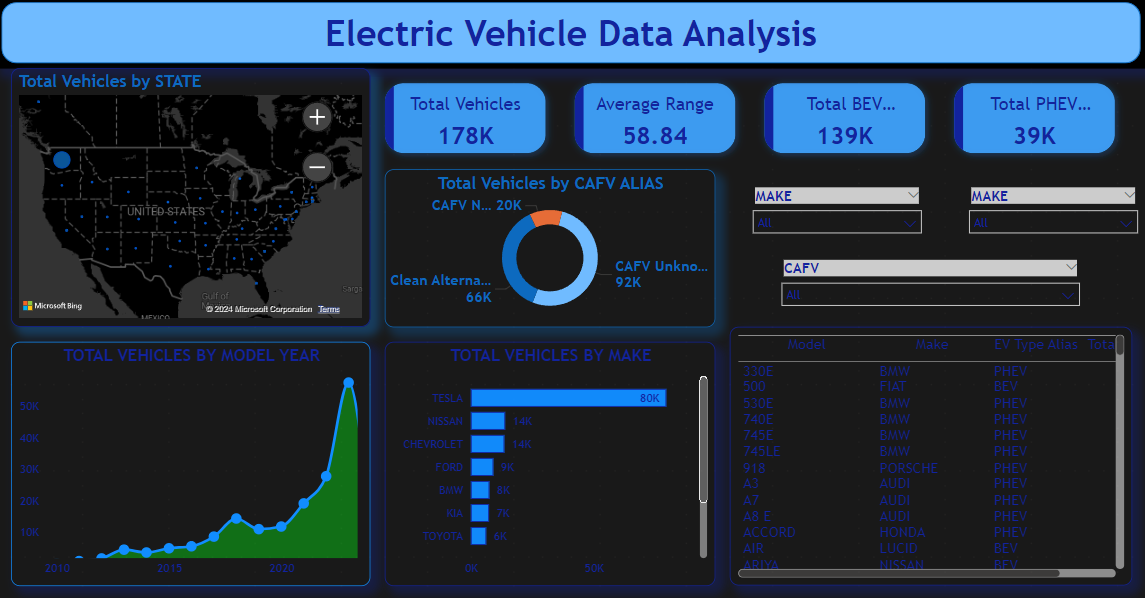 Electric Vehicle Data Analysis
Total Vehicles by STATE
UNITED STATES
Gulf of
MEXICO
Microsoft Bing
© 2024 Microsoft Corporation Terms
Total Vehicles
178K
Average Range
58.84
Total BEV...
139K
Total PHEV...
39K
Total Vehicles by CAFV ALIAS
CAFV N... 20K
CAFV Unkno...
92K
Clean Alterna...
66K
MAKE
All
MAKE
All
CAFV
All
TOTAL VEHICLES BY MODEL YEAR
50K
40K
30K
20K
10K
2010 2015 2020
TOTAL VEHICLES BY MAKE
TESLA 80K
NISSAN 14K
CHEVROLET 14K
FORD 9K
BMW 8K
KIA 7K
TOYOTA 6K
0K 50K
Model Make EV Type Alias Tota
330E BMW PHEV
500 FIAT BEV
530E BMW PHEV
740E BMW PHEV
745E BMW PHEV
745LE BMW PHEV
918 PORSCHE PHEV
A3 AUDI PHEV
A7 AUDI PHEV
A8 E AUDI PHEV
ACCORD HONDA PHEV
AIR LUCID BEV
ARIYA NISSAN BEV